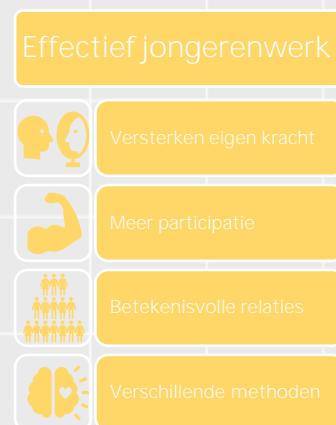 Effectief jongerenwerk
Versterken eigen kracht
Meer participatie
Betekenisvolle relaties
Verschillende methoden